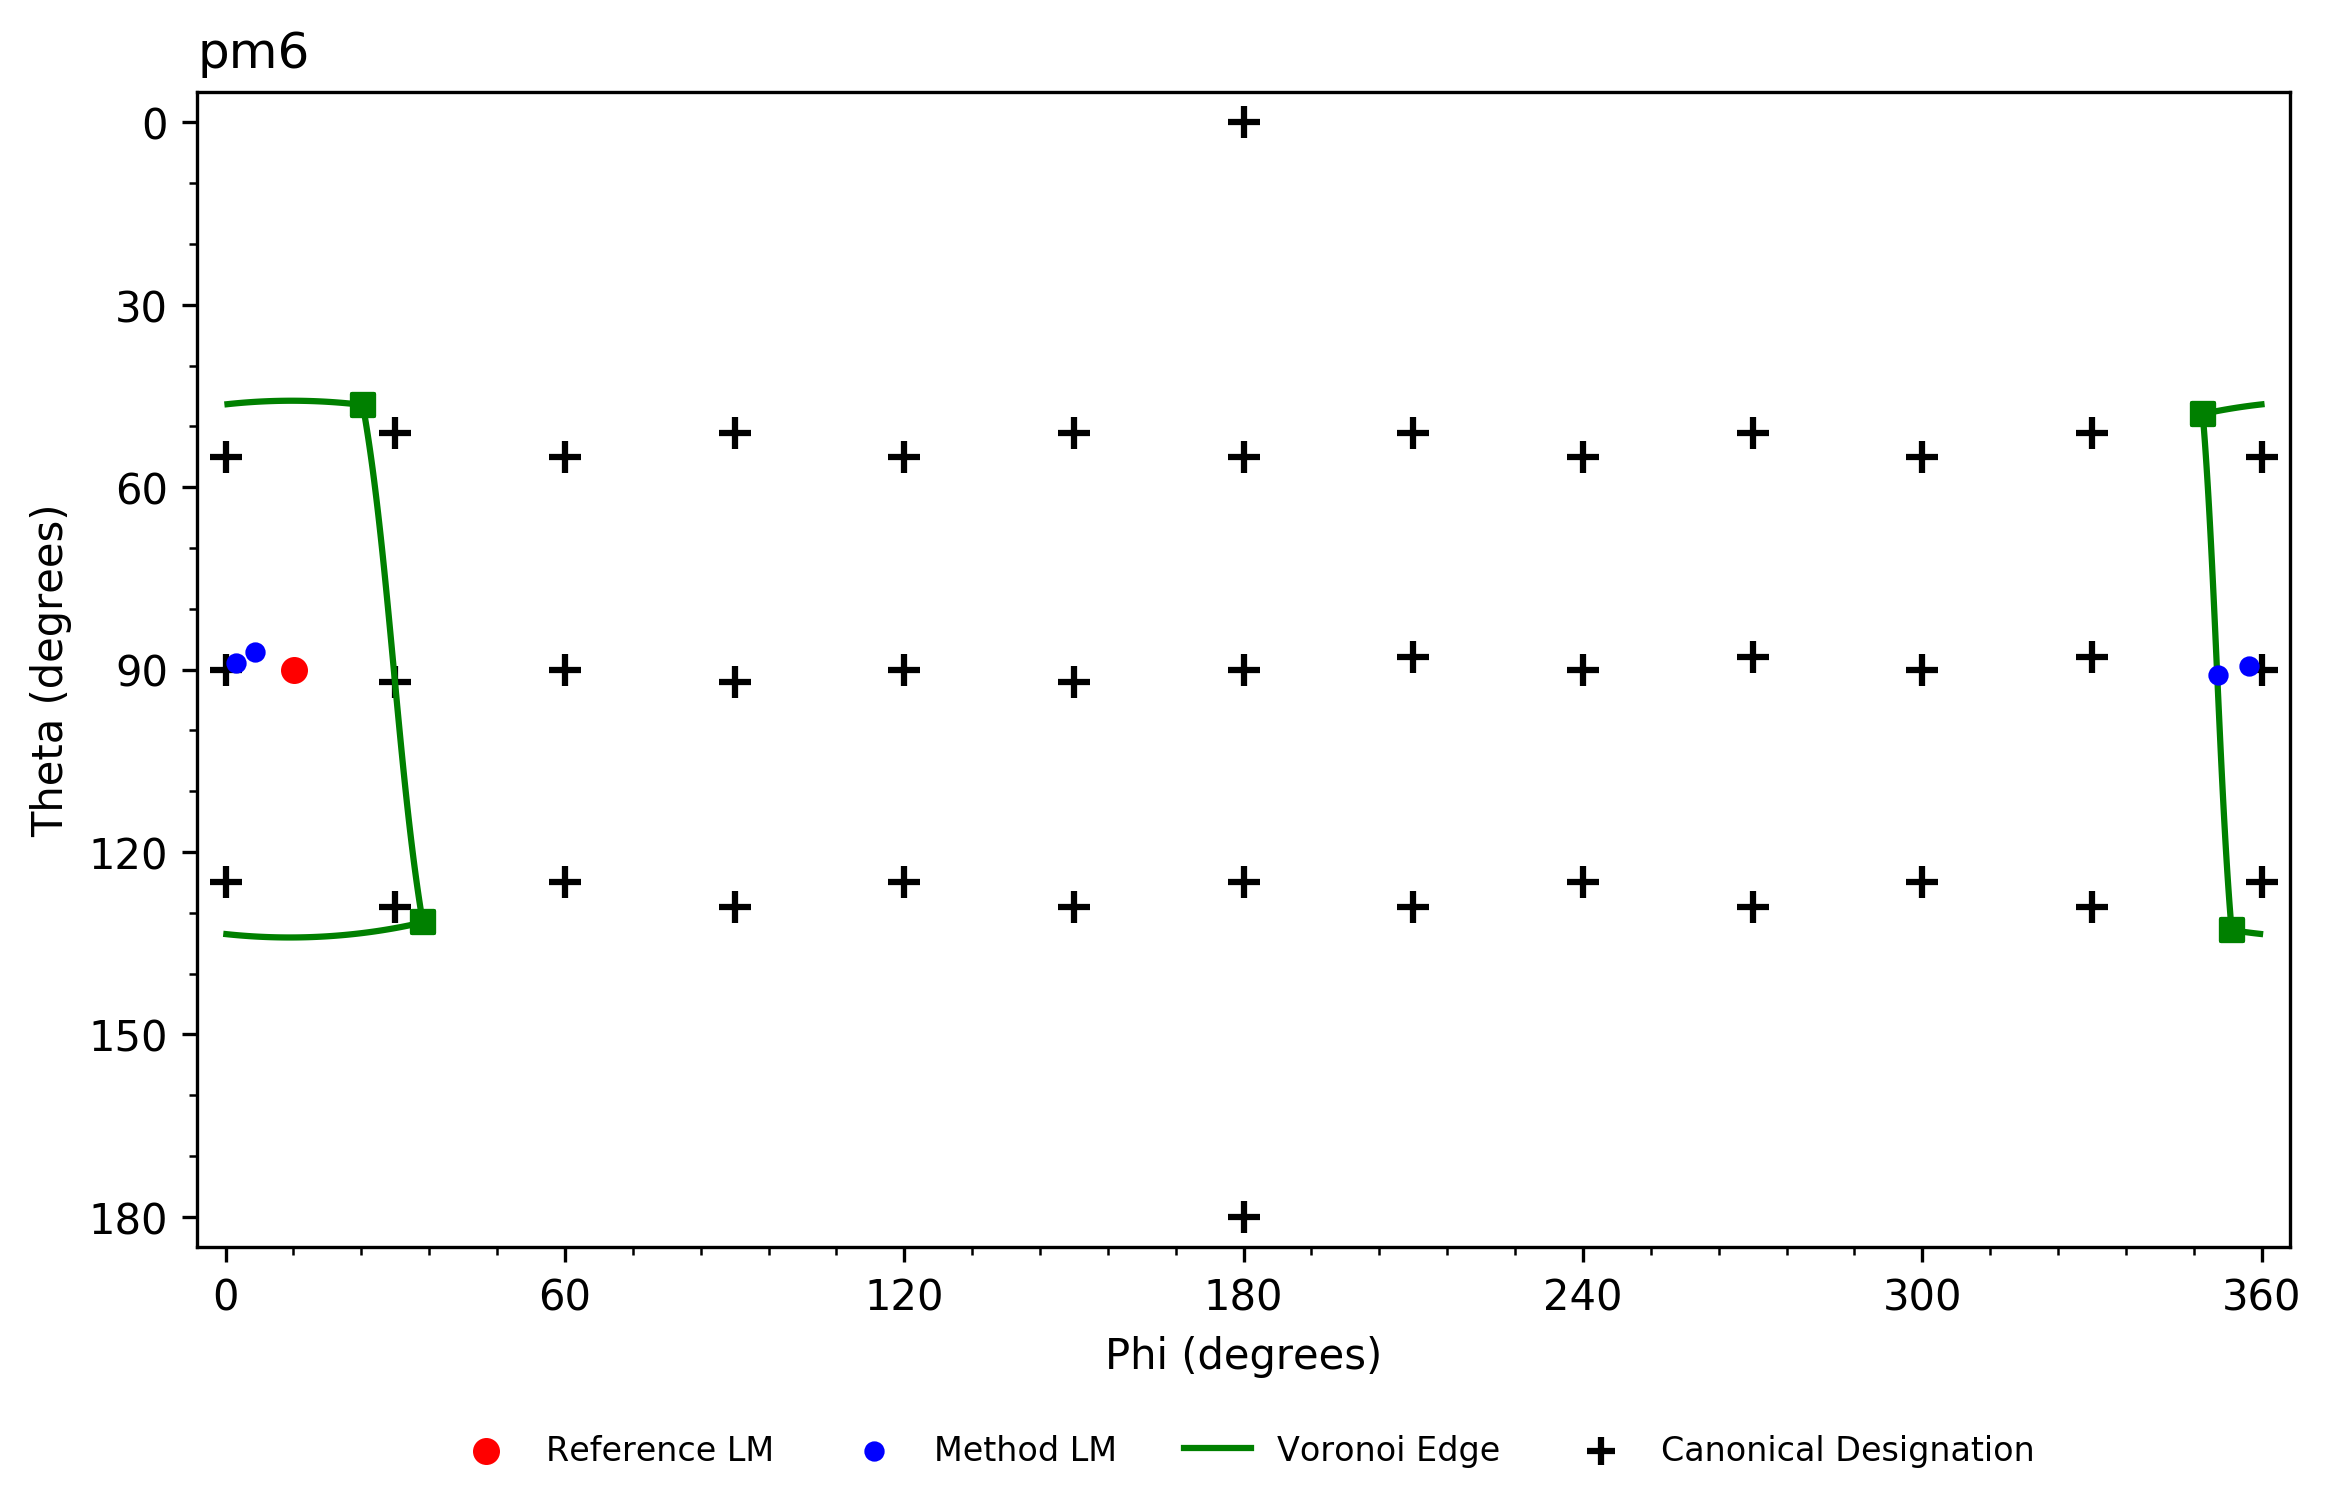 pm6
0
30
60
90
120
150
180
Theta (degrees)
0 60 120 180 240 300 360
Phi (degrees)
Reference LM Method LM Voronoi Edge Canonical Designation